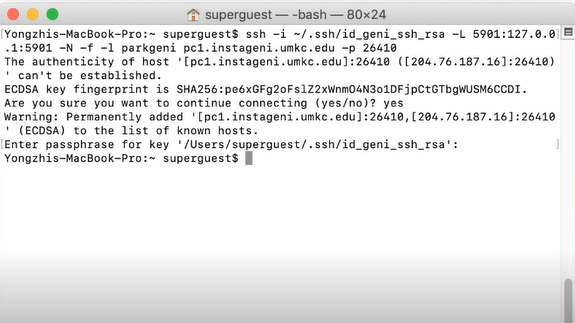 superguest — -bash — 80×24
[Yongzhis-MacBook-Pro:~ superguest$ ssh -i ~/.ssh/id_geni_ssh_rsa -L 5901:127.0.0]
.1:5901 -N -f -l parkgeni pc1.instageni.umkc.edu -p 26410
The authenticity of host '[pc1.instageni.umkc.edu]:26410 ([204.76.187.16]:26410)
' can't be established.
ECDSA key fingerprint is SHA256:pe6xGFg2oFslZ2xWnmO4N3o1DFjpCtGTbgWUSM6CCDI.
Are you sure you want to continue connecting (yes/no)? yes
Warning: Permanently added '[pc1.instageni.umkc.edu]:26410,[204.76.187.16]:26410
' (ECDSA) to the list of known hosts.
[Enter passphrase for key '/Users/superguest/.ssh/id_geni_ssh_rsa': ]
Yongzhis-MacBook-Pro:~ superguest$